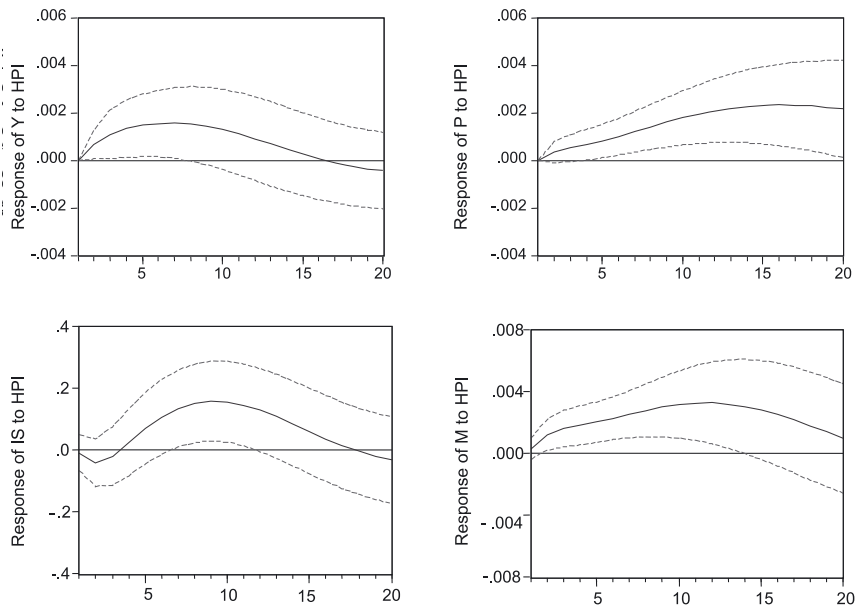 .006
.004
.002
.000
-.002
-.004
Response of Y to HPI
5 10 15 20
.006
.004
.002
.000
-.002
-.004
Response of P to HPI
5 10 15 20
.4
.2
.0
-.2
-.4
Response of IS to HPI
5 10 15 20
.008
.004
.000
-.004
-.008
Response of M to HPI
5 10 15 20